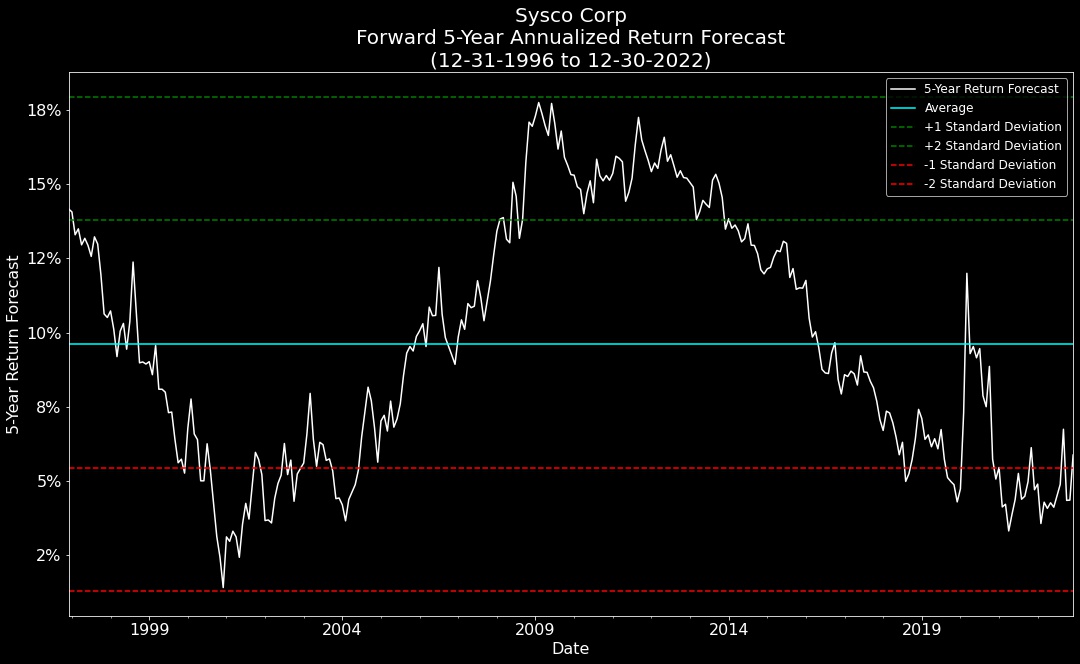 Sysco Corp
Forward 5-Year Annualized Return Forecast
(12-31-1996 to 12-30-2022)
5-Year Return Forecast
Average
+1 Standard Deviation
+2 Standard Deviation
-1 Standard Deviation
-2 Standard Deviation
5-Year Return Forecast
18%
15%
12%
10%
8%
5%
2%
1999
2004
2009
2014
2019
Date